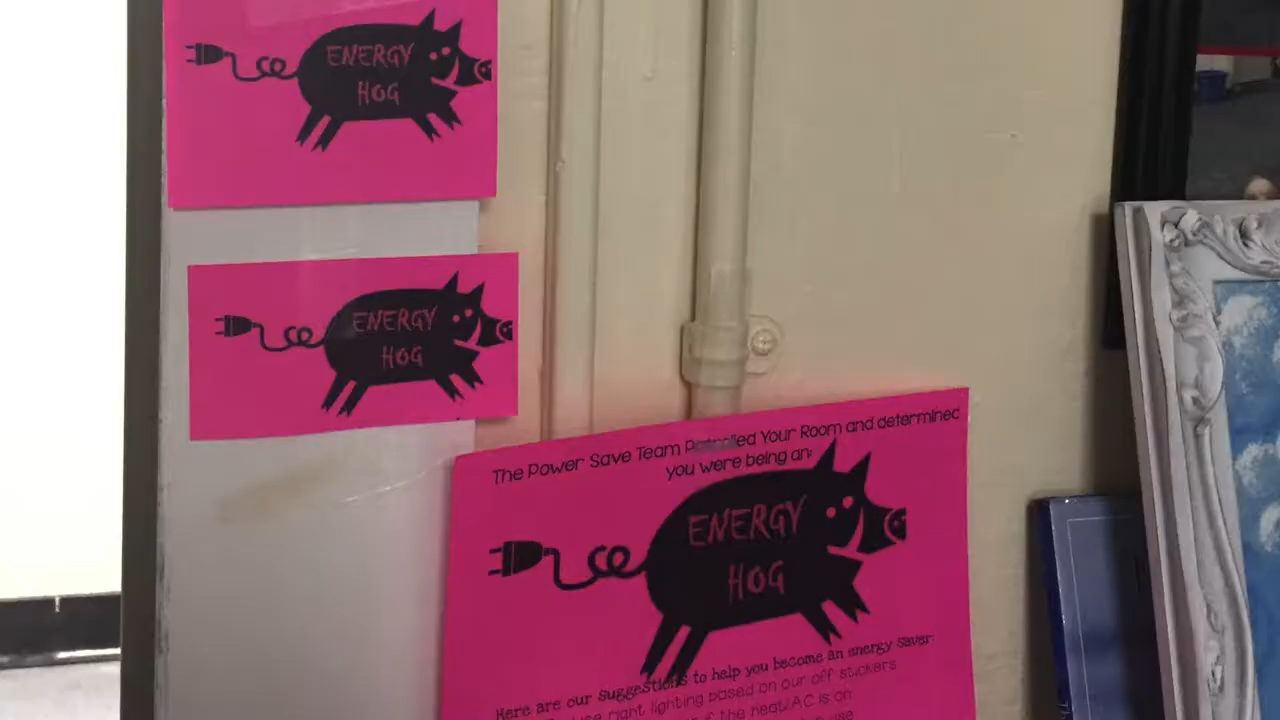 ENERGY
HOG
ENERGY
HOG
The Power Save Team Patrolled Your Room and determined
you were being an:
ENERGY
HOG
Here are our suggestions to help you become an energy saver:
right lighting based on our off stickers
the heat/AC is on
use